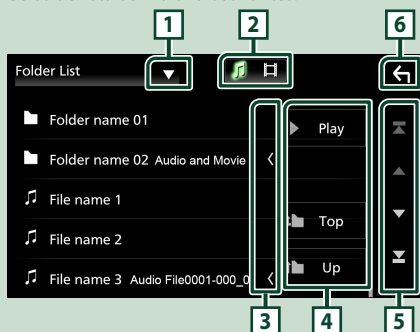 1 2 6
Folder List
Folder name 01
Play
Folder name 02 Audio and Movie
File name 1
File name 2
Top
File name 3 Audio File0001-000_0
Up
3 4 5